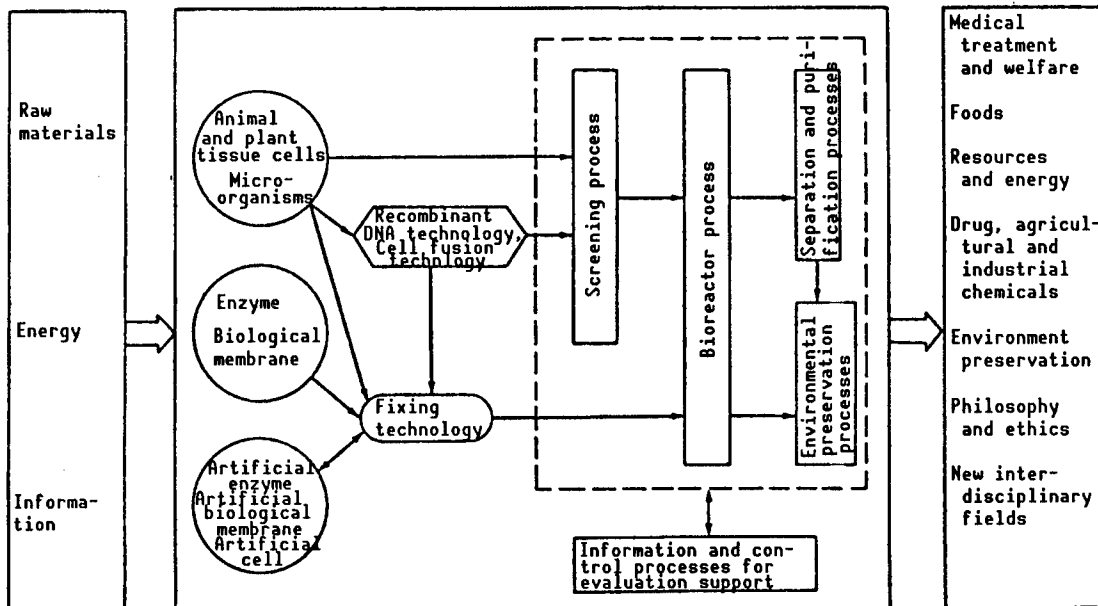 Raw
materials
Energy
Informa-
tion
Animal
and plant
tissue cells
Micro-
organisms
Recombinant
DNA technology,
Cell fusion
technology
Enzyme
Biological
membrane
Fixing
technology
Artificial
enzyme
Artificial
biological
membrane
Artificial
cell
Screening process
Bioreactor process
Separation and puri-
fication processes
Environmental
preservation
processes
Information and con-
trol processes for
evaluation support
Medical
treatment
and welfare
Foods
Resources
and energy
Drug, agricul-
tural and
industrial
chemicals
Environment
preservation
Philosophy
and ethics
New inter-
disciplinary
fields